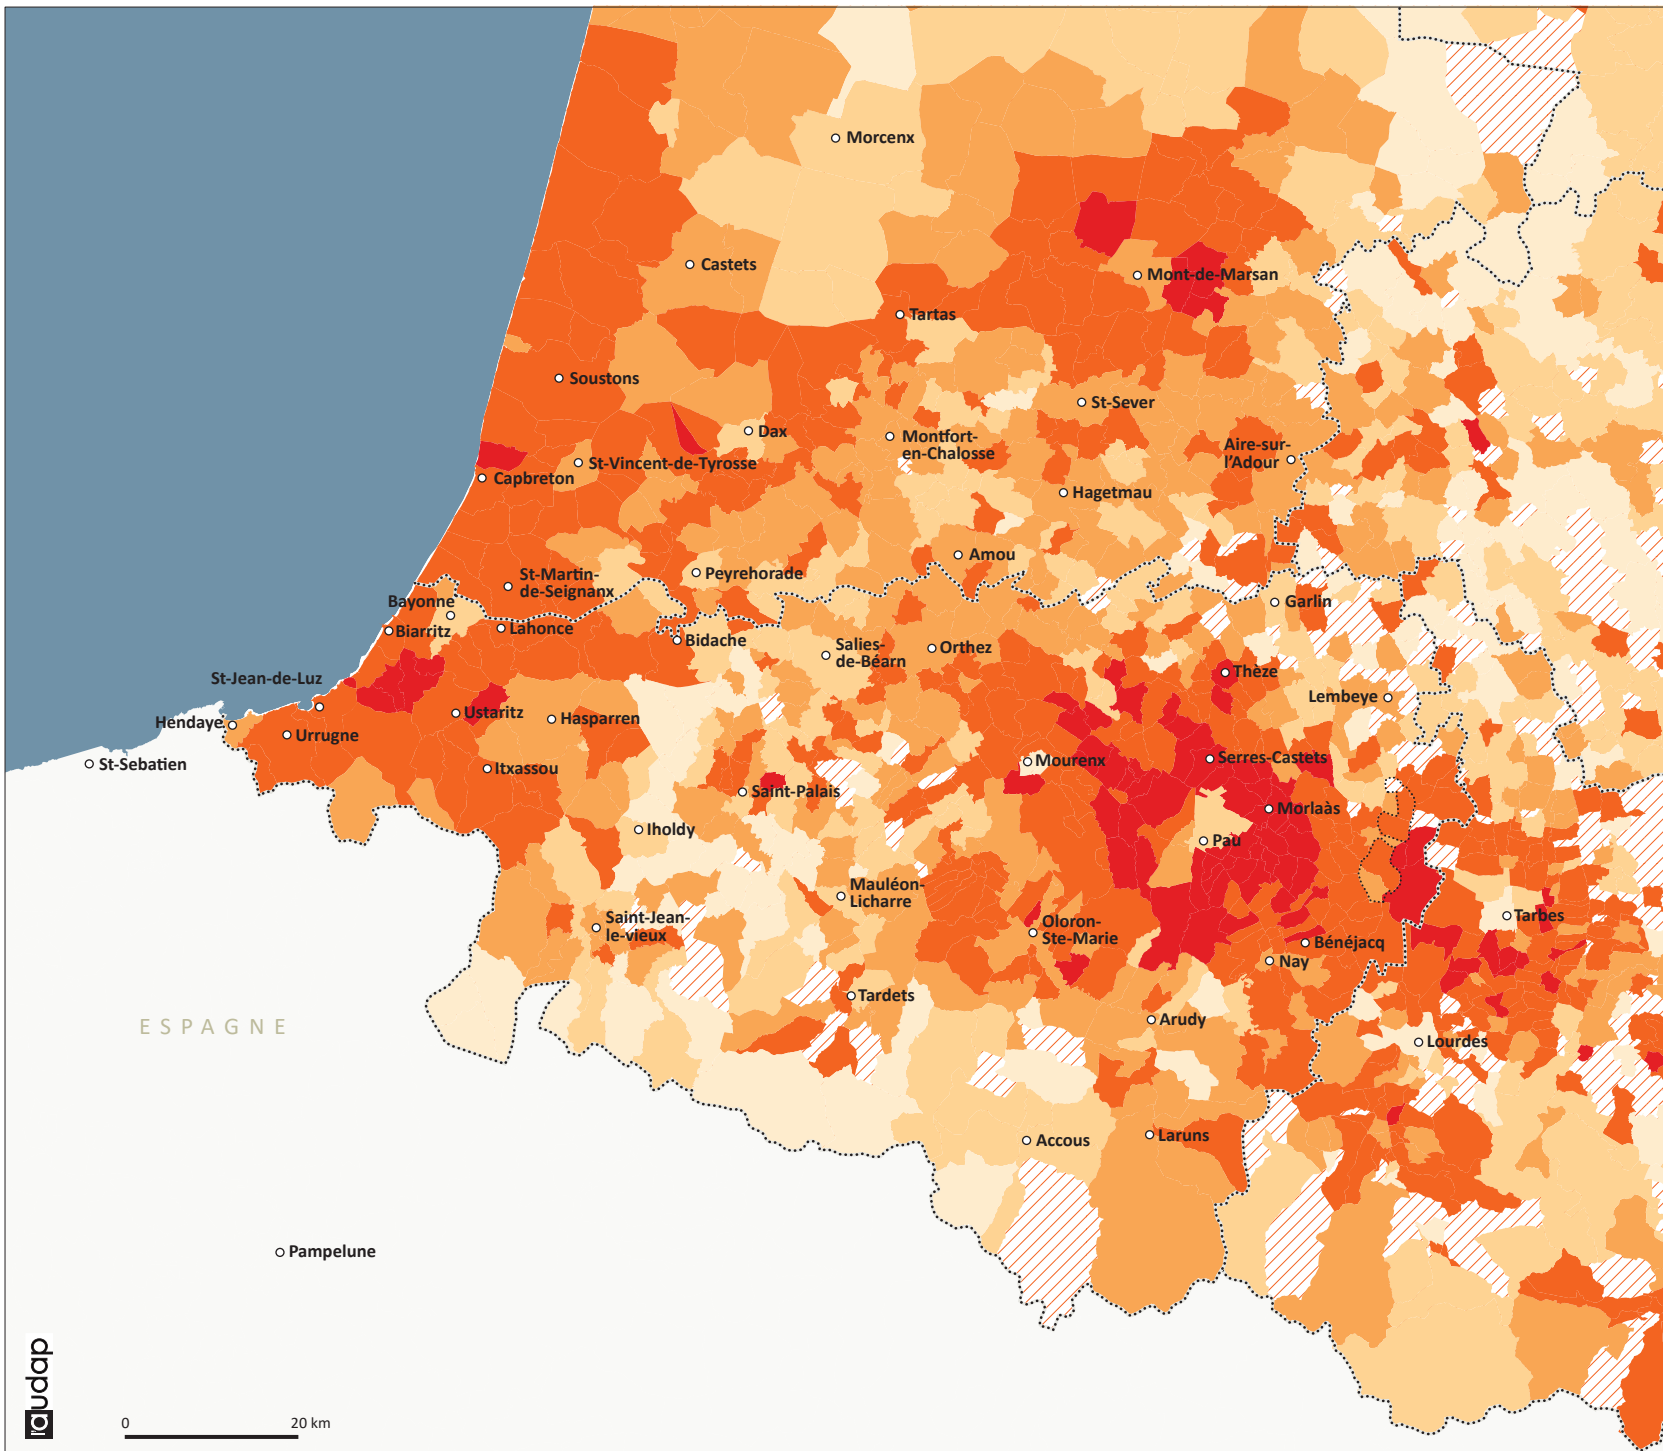 Morcenx
Castets
Mont-de-Marsan
Tartas
Soustons
St-Sever
Dax
Montfort-
en-Chalosse
Aire-sur-
l'Adour
St-Vincent-de-Tyrosse
Capbreton
Hagetmau
Amou
Peyrehorade
St-Martin-
de-Seignanx
Bayonne
Garlin
Biarritz
Lahonce
Bidache
Salies-
de-Béarn
Orthez
Thèze
St-Jean-de-Luz
Lembeye
Hendaye
Ustaritz
Hasparren
Urrugne
St-Sebatien
Itxassou
Mourenx
Serres-Castets
Saint-Palais
Morlaàs
Iholdy
Pau
Mauléon-
Licharre
Saint-Jean-
le-vieux
Oloron-
Ste-Marie
Tarbes
Bénéjacq
Nay
Tardets
ESPAGNE
Arudy
Lourdes
Accous
Laruns
Pampelune
l'audap
0 20 km